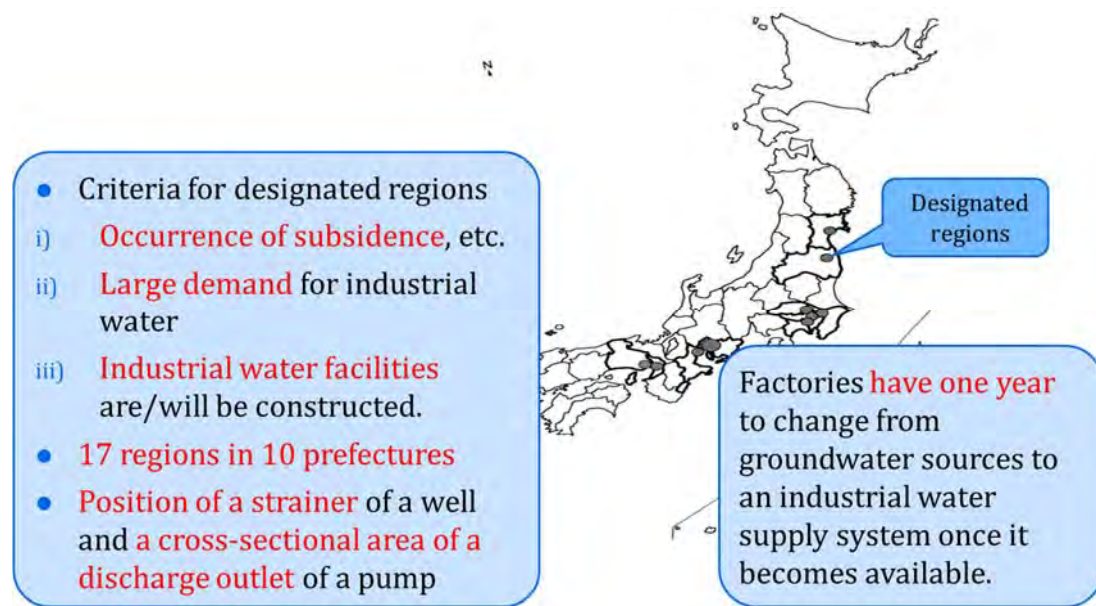 ● Criteria for designated regions
i) Occurrence of subsidence, etc.
ii) Large demand for industrial
water
iii) Industrial water facilities
are/will be constructed.
● 17 regions in 10 prefectures
● Position of a strainer of a well
and a cross-sectional area of a
discharge outlet of a pump
N
Designated
regions
Factories have one year
to change from
groundwater sources to
an industrial water
supply system once it
becomes available.